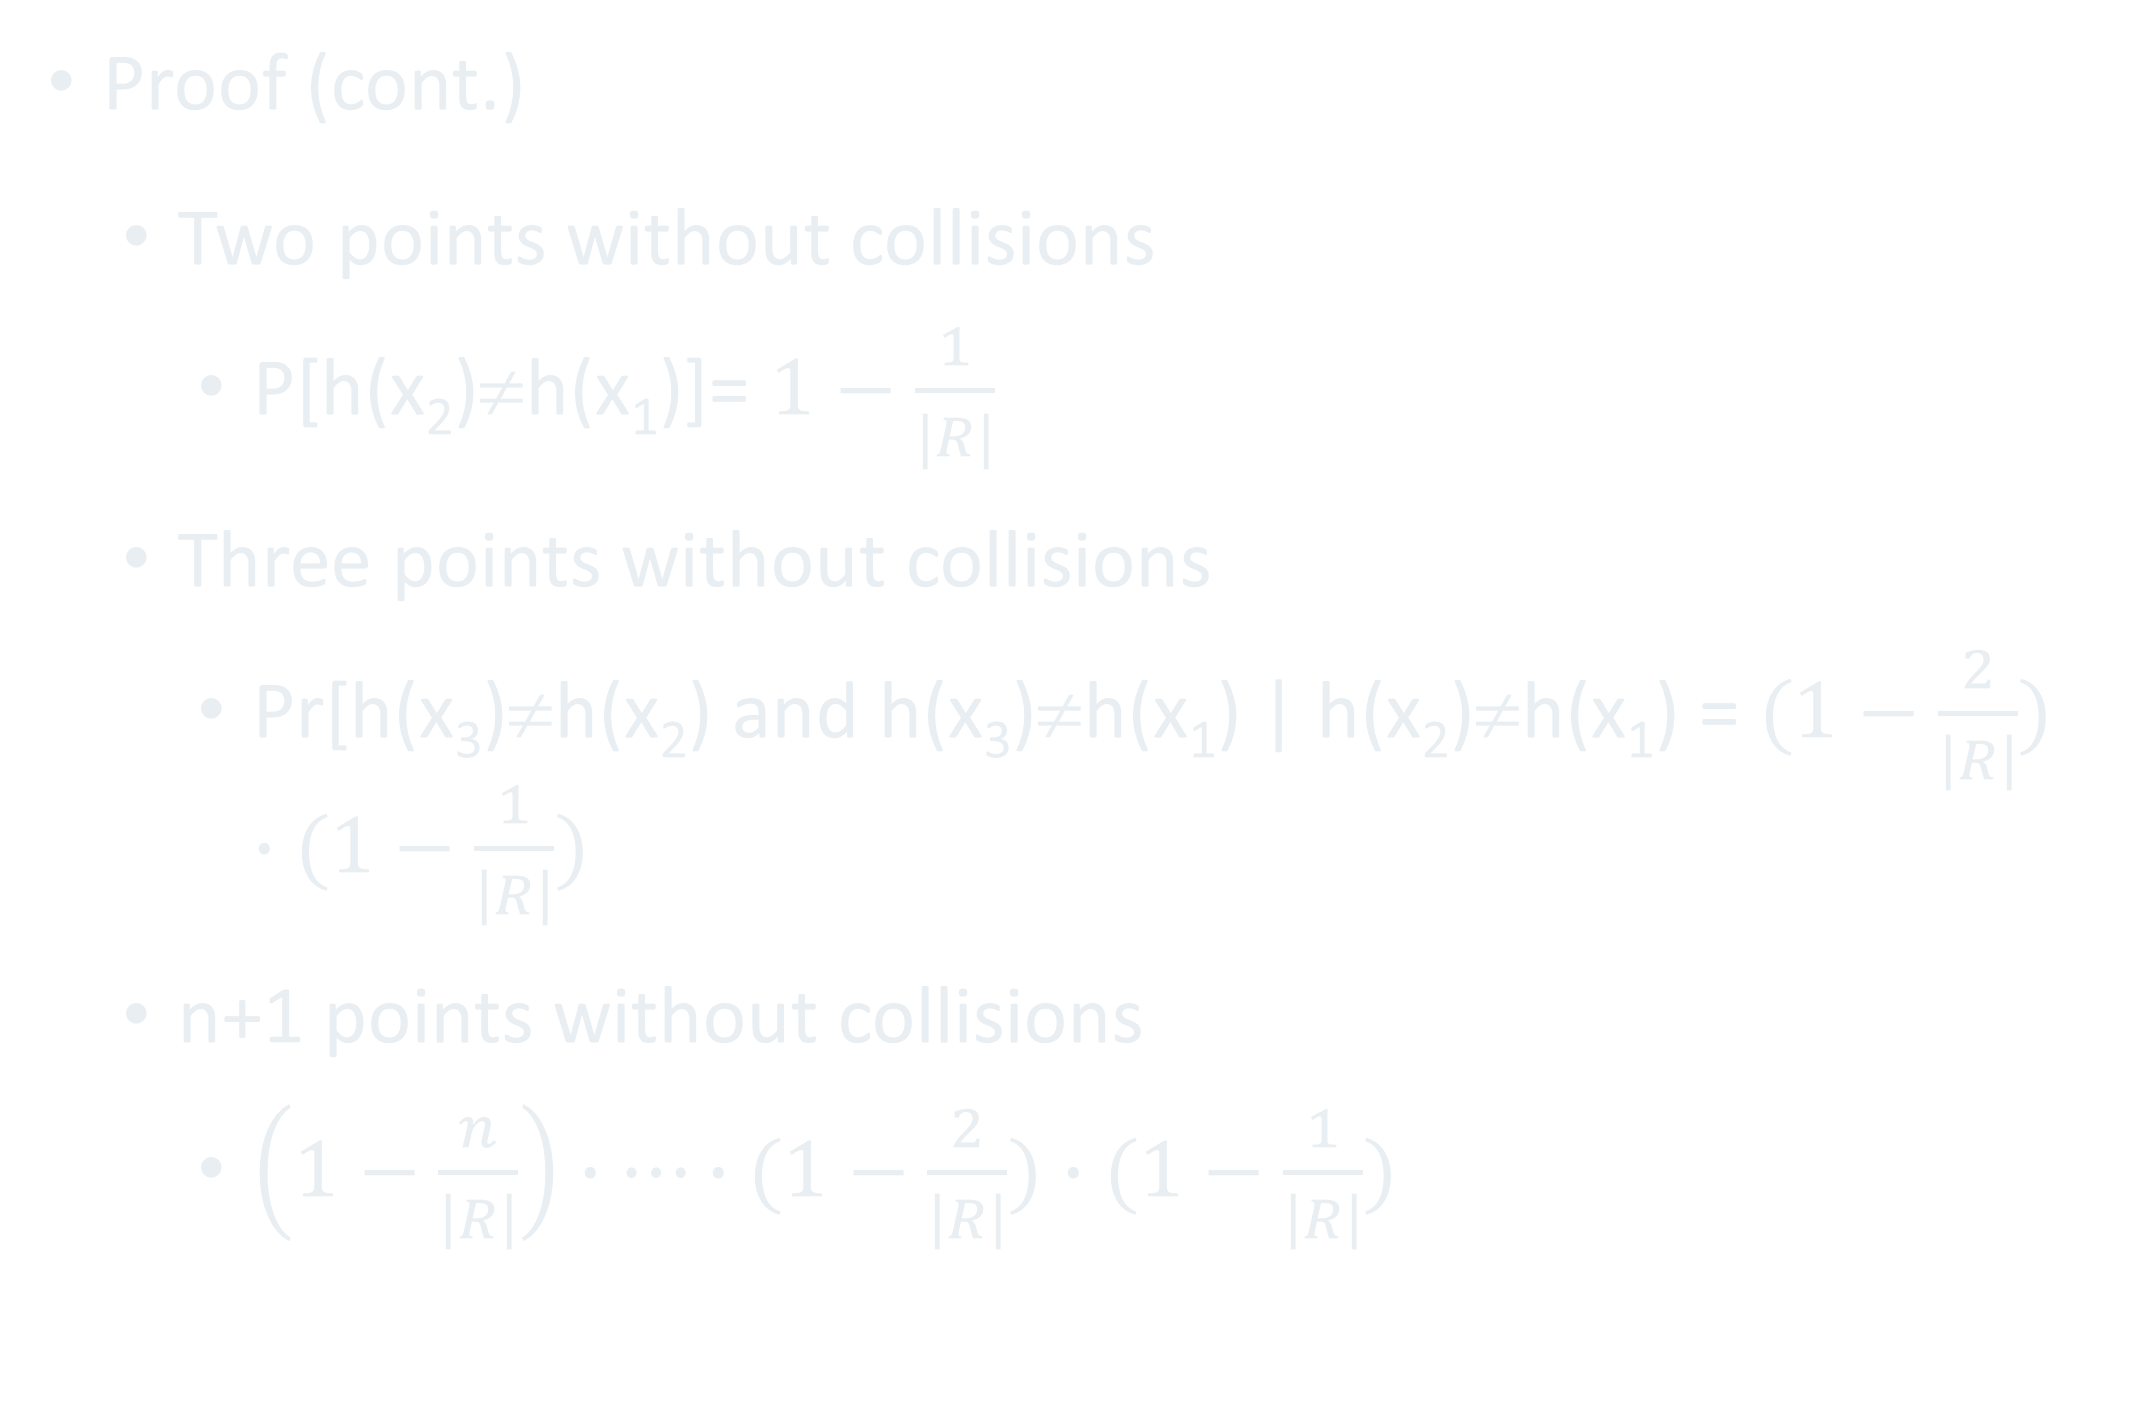 • Proof (cont.)
• Two points without collisions
• P[h(x₂)≠h(x₁)]= 1 − 1/|R|
• Three points without collisions
• Pr[h(x₃)≠h(x₂) and h(x₃)≠h(x₁) | h(x₂)≠h(x₁) = (1 − 2/|R|)
· (1 − 1/|R|)
• n+1 points without collisions
• (1 − n/|R|) · ⋯ · (1 − 2/|R|) · (1 − 1/|R|)